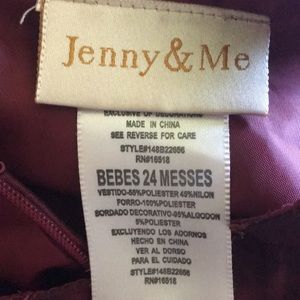 Jenny & Me
EXCLUSIVE OF DECORATIONS
MADE IN CHINA
SEE REVERSE FOR CARE
STYLE#148B22656
RN#16518
BEBES 24 MESSES
VESTIDO-55%POLIESTER 45%NILON
FORRO-100%POLIESTER
BORDADO DECORATIVO-95%ALGODON
5%POLIESTER
EXCLUYENDO LOS ADORNOS
HECHO EN CHINA
VER AL DORSO
PARA EL CUIDADO
STYLE#148B22656
RN#16518